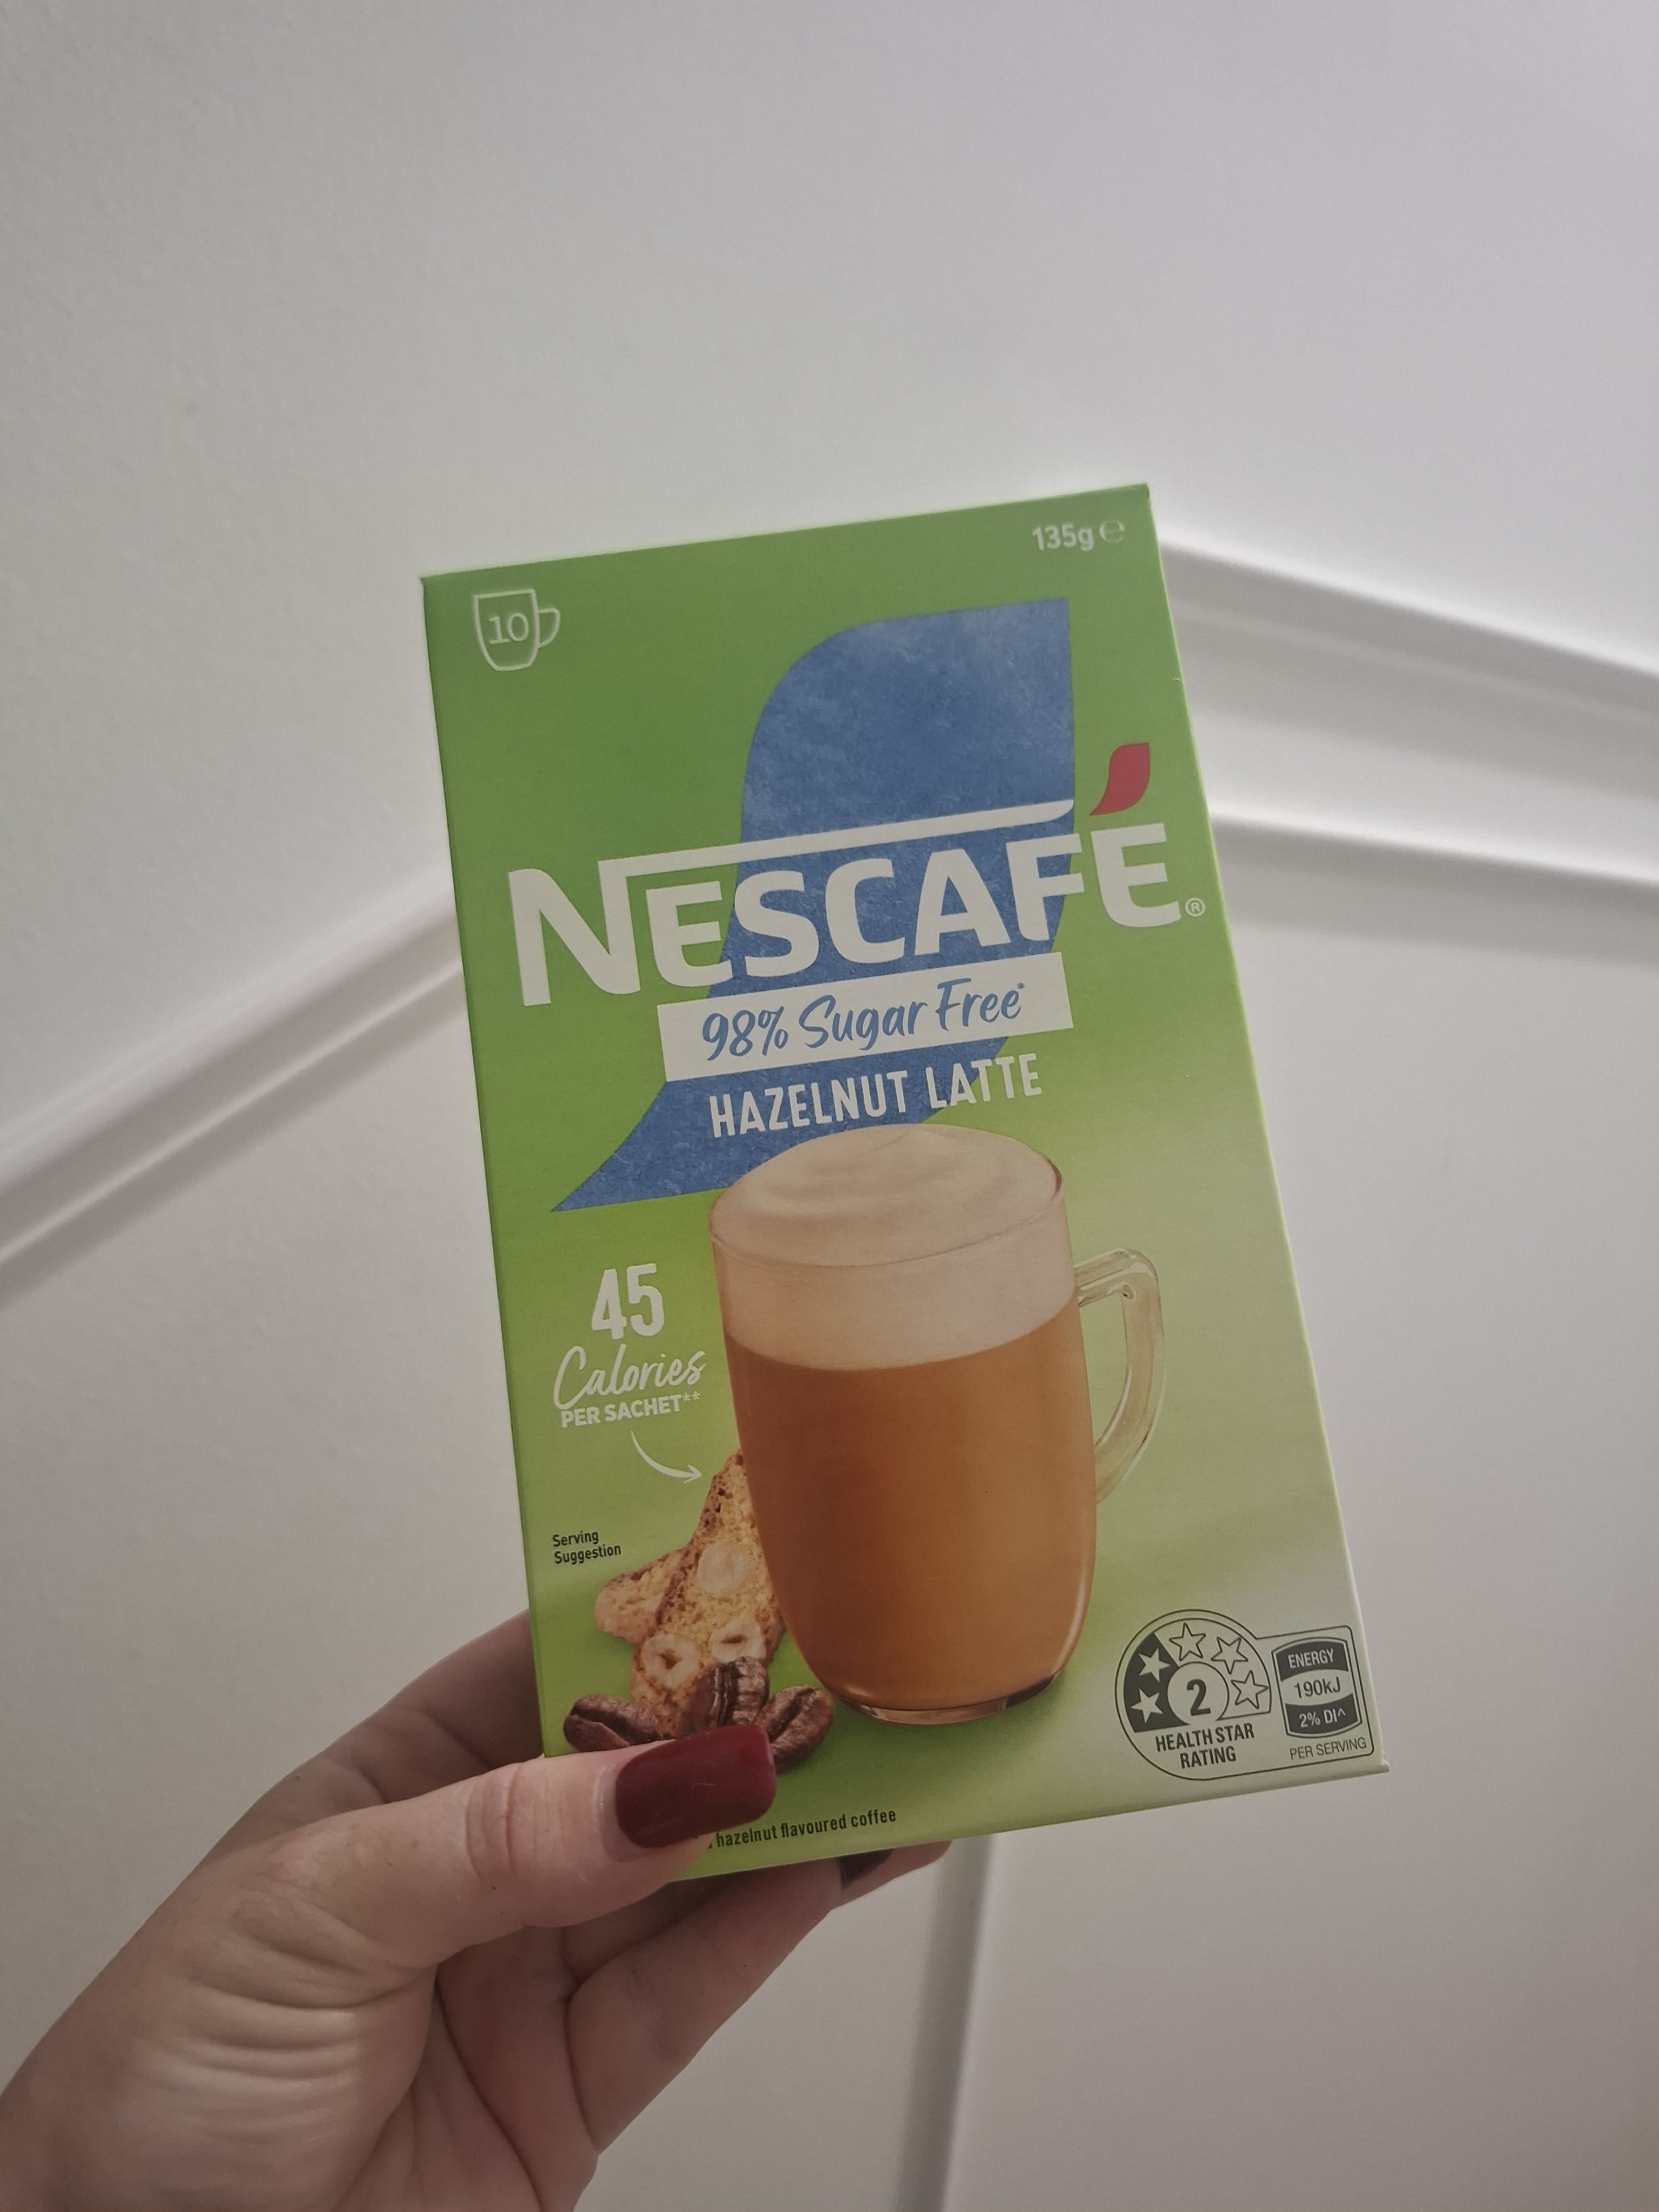 135g ℮
10
NESCAFÉ®
98% Sugar Free*
HAZELNUT LATTE
45
Calories
PER SACHET**
Serving
Suggestion
2
HEALTH STAR
RATING
ENERGY
190kJ
2% DI^
PER SERVING
hazelnut flavoured coffee